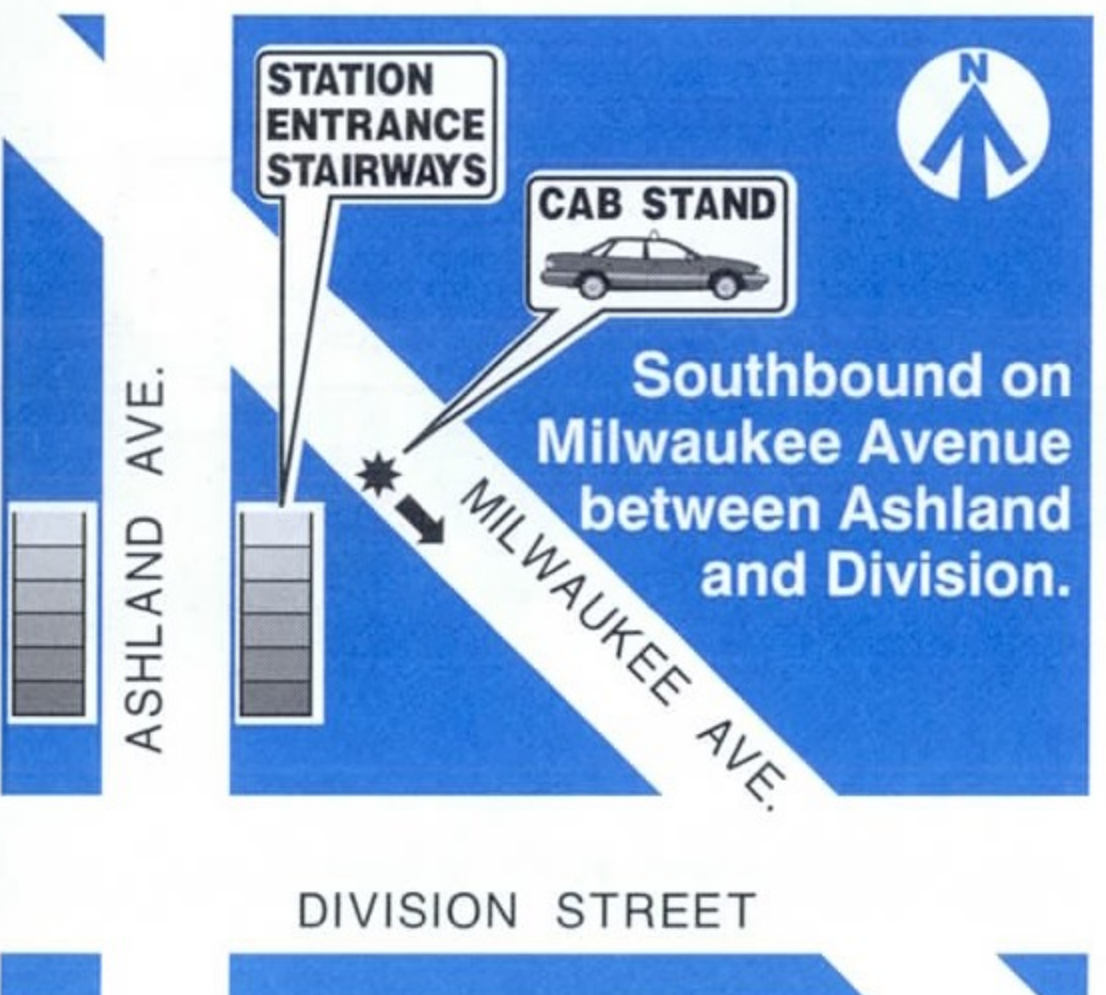 STATION
ENTRANCE
STAIRWAYS
N
CAB STAND
Southbound on
Milwaukee Avenue
between Ashland
and Division.
ASHLAND AVE.
MILWAUKEE AVE.
DIVISION STREET